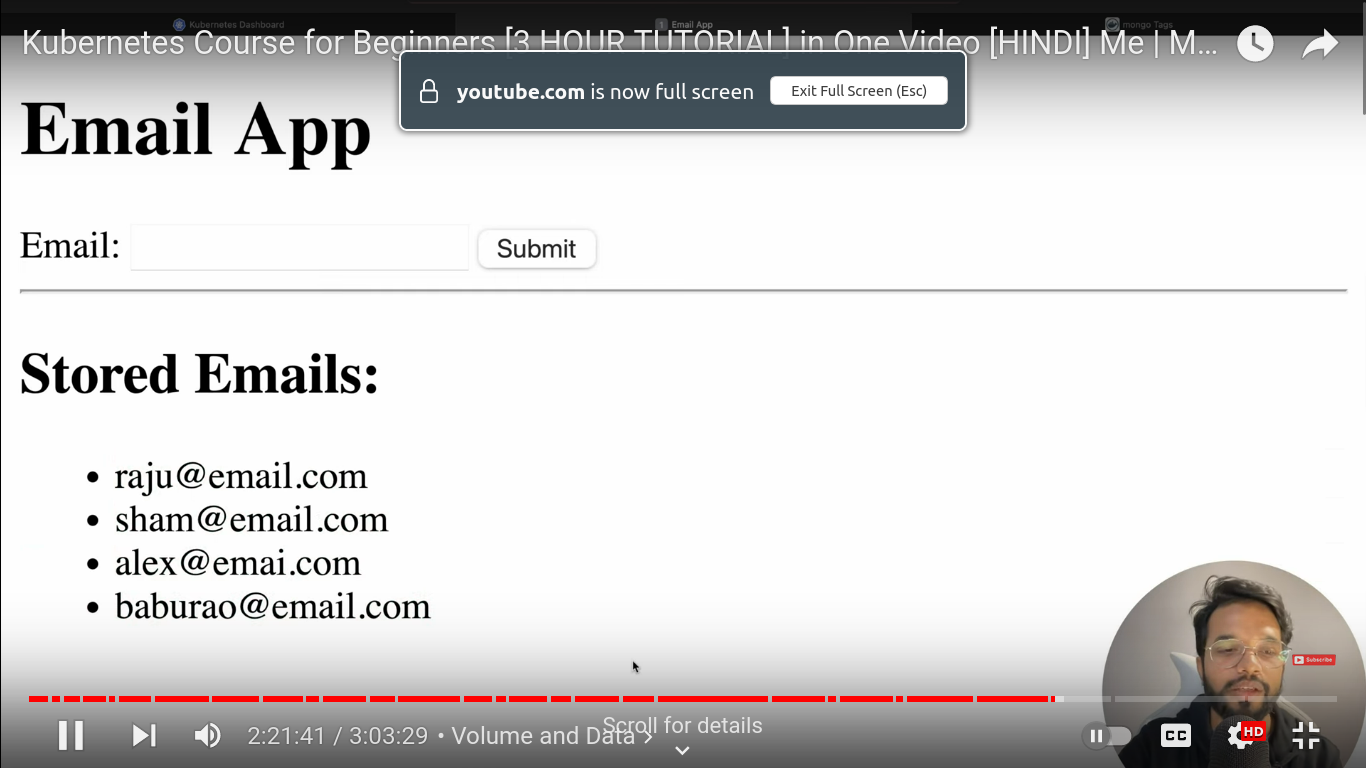 Kubernetes Dashboard
1 Email App
mongo Tags
Kubernetes Course for Beginners [3 HOUR TUTORIAL] in One Video [HINDI] Me | M...
youtube.com is now full screen
Exit Full Screen (Esc)
Email App
Email:
Submit
Stored Emails:
• raju@email.com
• sham@email.com
• alex@emai.com
• baburao@email.com
Subscribe
2:21:41 / 3:03:29 • Volume and Data ›
Scroll for details
CC
HD